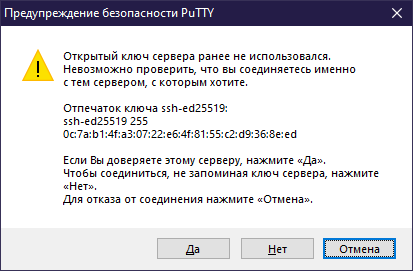 Предупреждение безопасности PuTTY
Открытый ключ сервера ранее не использовался.
Невозможно проверить, что вы соединяетесь именно
с тем сервером, с которым хотите.
Отпечаток ключа ssh-ed25519:
ssh-ed25519 255
0c:7a:b1:4f:a3:07:22:e6:4f:81:55:c2:d9:36:8e:ed
Если Вы доверяете этому серверу, нажмите «Да».
Чтобы соединиться, не запоминая ключ сервера, нажмите
«Нет».
Для отказа от соединения нажмите «Отмена».
Да
Нет
Отмена